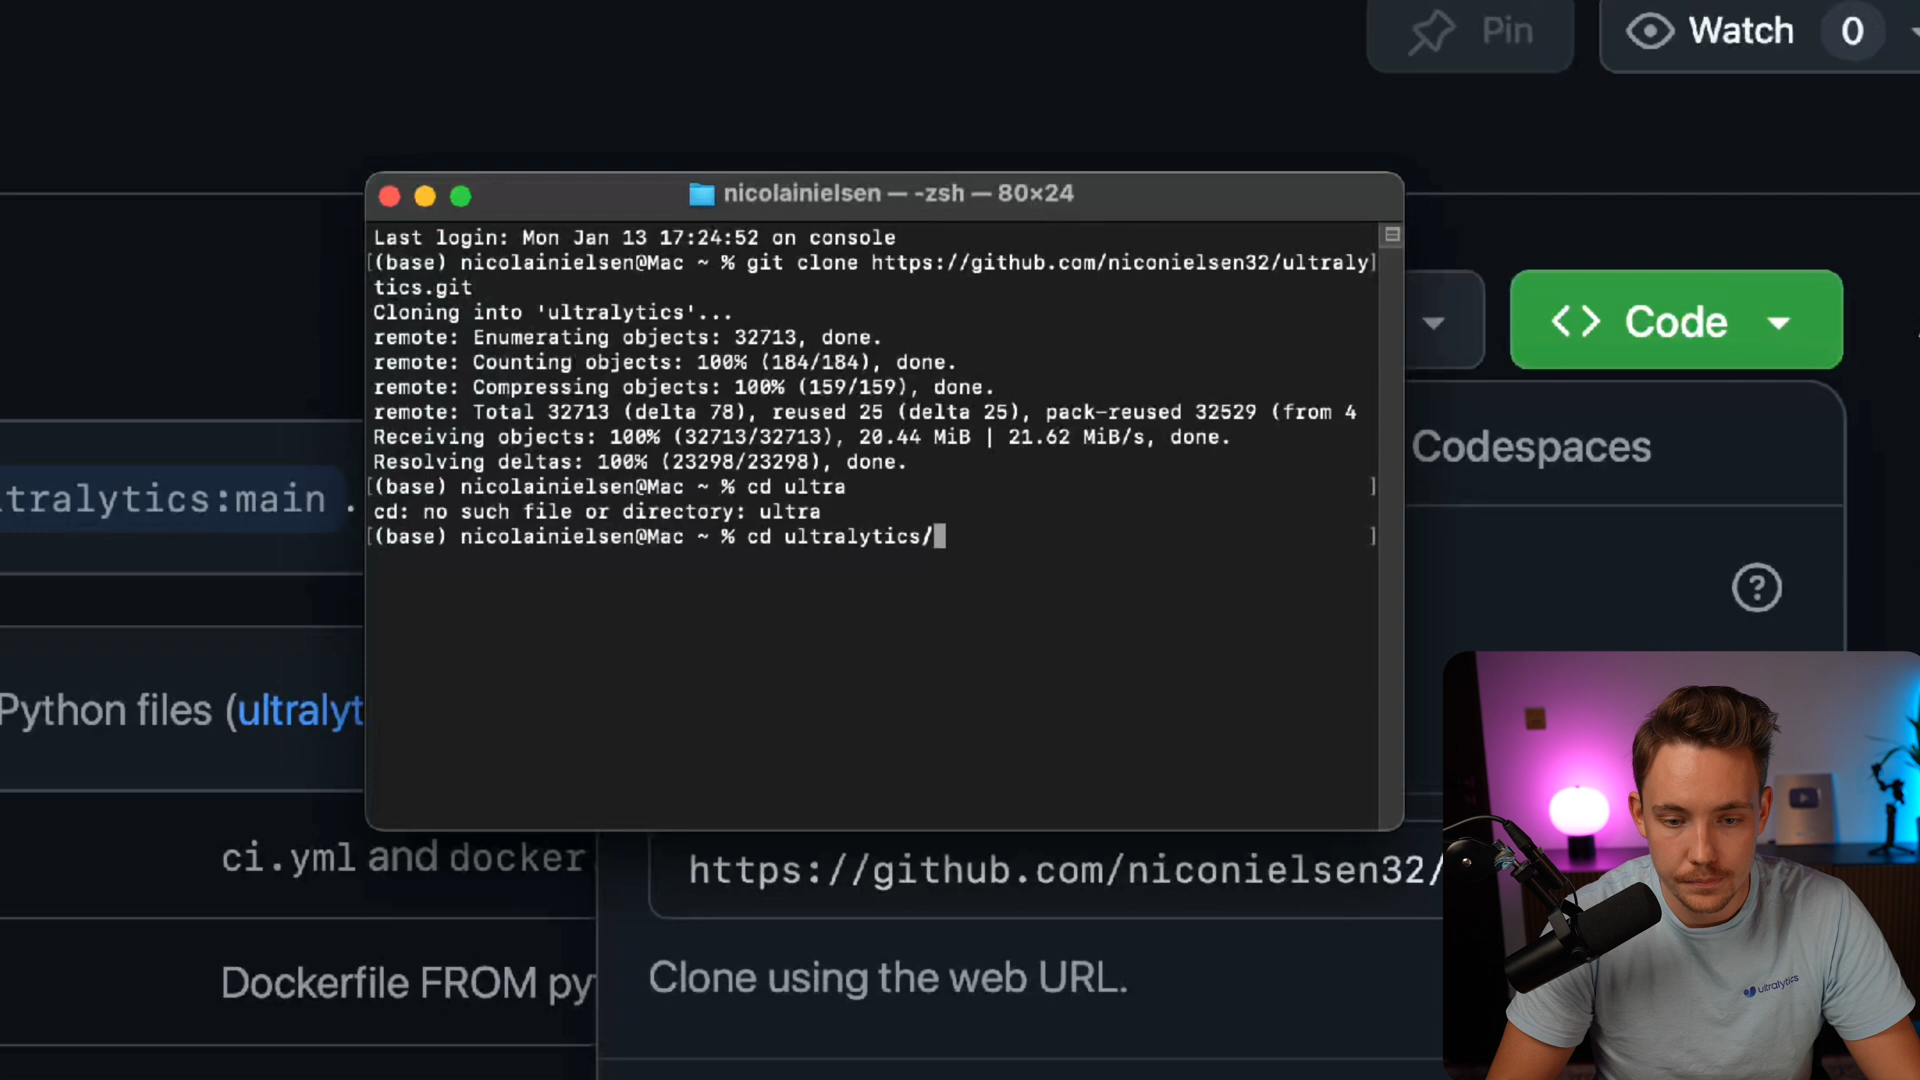 Pin
Watch 0
nicolainielsen — -zsh — 80×24
Last login: Mon Jan 13 17:24:52 on console
[(base) nicolainielsen@Mac ~ % git clone https://github.com/niconielsen32/ultraly]
tics.git
Cloning into 'ultralytics'...
remote: Enumerating objects: 32713, done.
remote: Counting objects: 100% (184/184), done.
remote: Compressing objects: 100% (159/159), done.
remote: Total 32713 (delta 78), reused 25 (delta 25), pack-reused 32529 (from 4
Receiving objects: 100% (32713/32713), 20.44 MiB | 21.62 MiB/s, done.
Resolving deltas: 100% (23298/23298), done.
[(base) nicolainielsen@Mac ~ % cd ultra ]
cd: no such file or directory: ultra
[(base) nicolainielsen@Mac ~ % cd ultralytics/ ]
<> Code
Codespaces
?
tralytics:main .
Python files (ultralyt
ci.yml and docker
Dockerfile FROM py
https://github.com/niconielsen32/
Clone using the web URL.
ultralytics